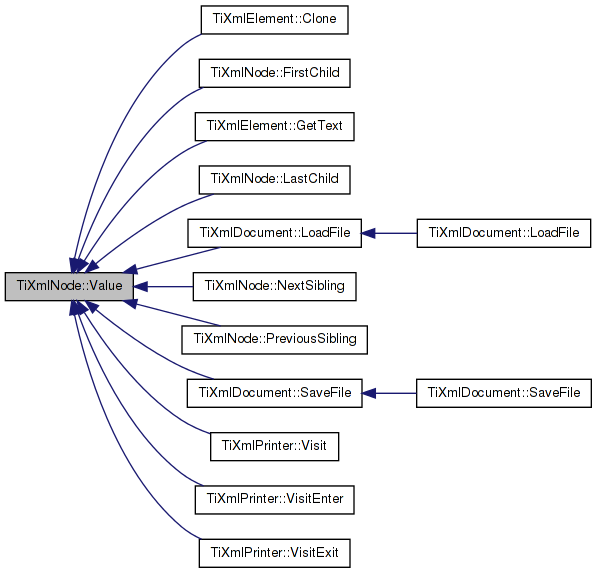 TiXmlElement::Clone
TiXmlNode::FirstChild
TiXmlElement::GetText
TiXmlNode::LastChild
TiXmlDocument::LoadFile
TiXmlDocument::LoadFile
TiXmlNode::Value
TiXmlNode::NextSibling
TiXmlNode::PreviousSibling
TiXmlDocument::SaveFile
TiXmlDocument::SaveFile
TiXmlPrinter::Visit
TiXmlPrinter::VisitEnter
TiXmlPrinter::VisitExit